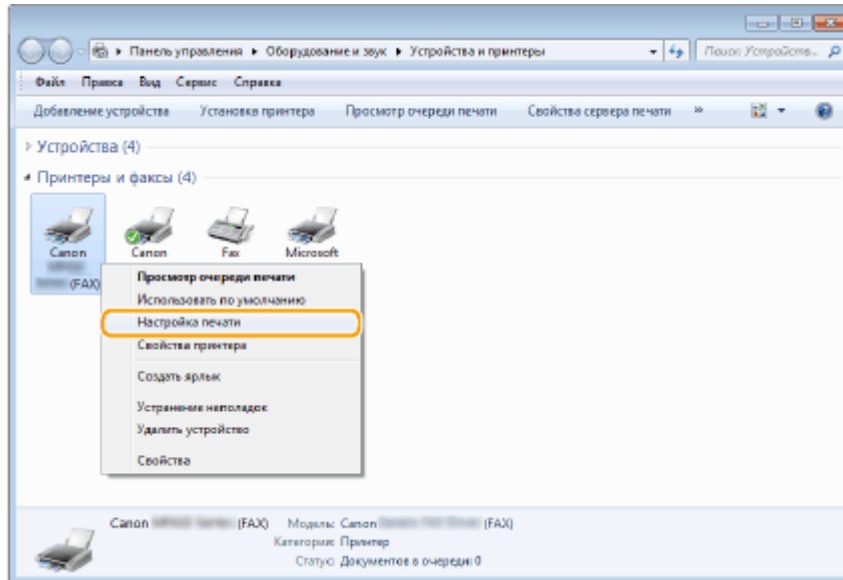 Панель управления ▸ Оборудование и звук ▸ Устройства и принтеры
Поиск: Устройств...
Файл Правка Вид Сервис Справка
Добавление устройства Установка принтера Просмотр очереди печати Свойства сервера печати »
Устройства (4)
Принтеры и факсы (4)
Canon Canon Fax Microsoft
(FAX)
Просмотр очереди печати
Использовать по умолчанию
Настройка печати
Свойства принтера
Создать ярлык
Устранение неполадок
Удалить устройство
Свойства
Canon (FAX) Модель: Canon (FAX)
Категория: Принтер
Статус: Документов в очереди: 0